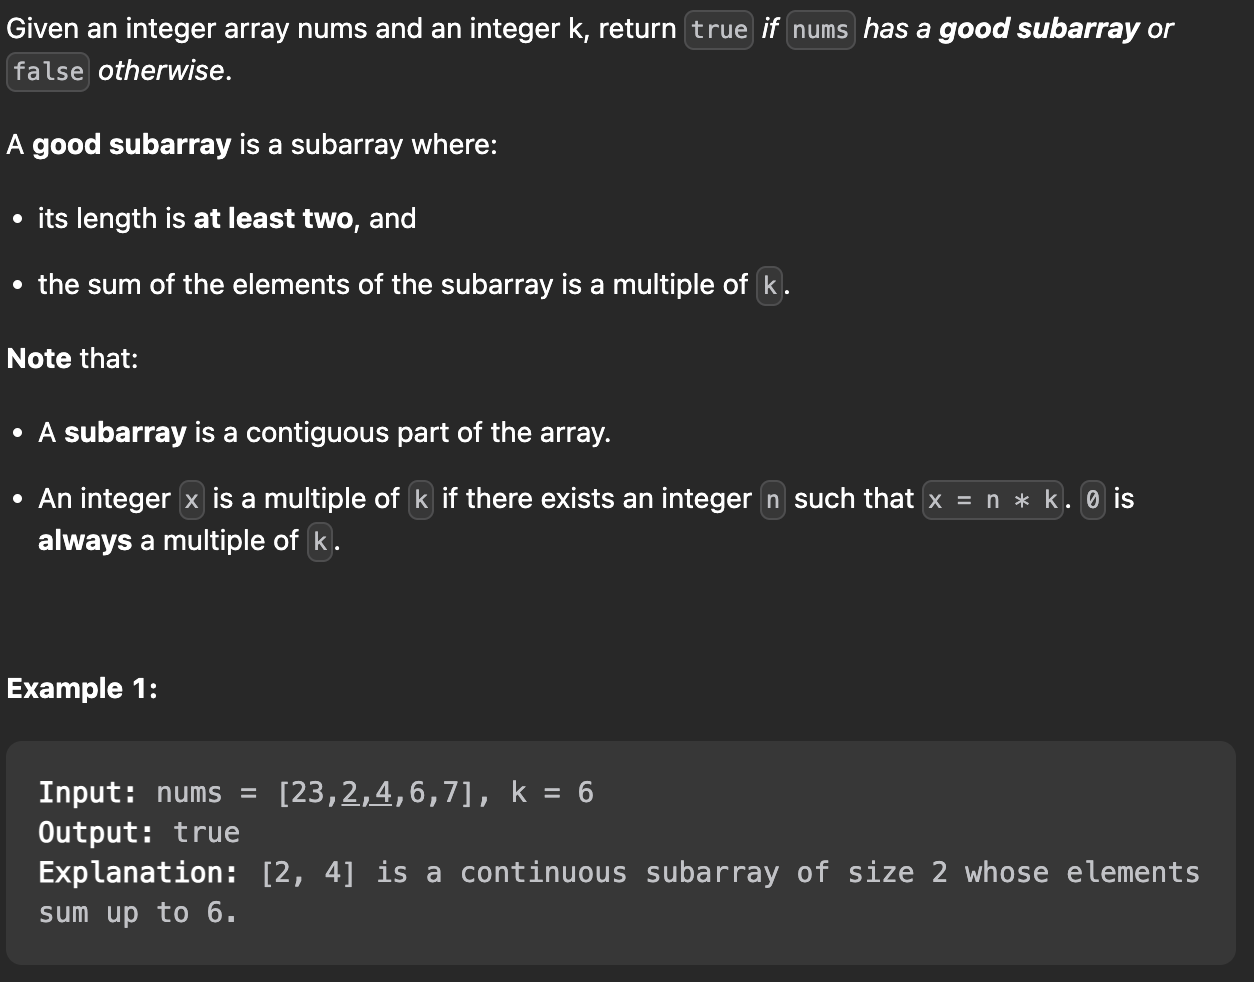 Given an integer array nums and an integer k, return true if nums has a good subarray or
false otherwise.
A good subarray is a subarray where:
• its length is at least two, and
• the sum of the elements of the subarray is a multiple of k.
Note that:
• A subarray is a contiguous part of the array.
• An integer x is a multiple of k if there exists an integer n such that x = n * k. 0 is
always a multiple of k.
Example 1:
Input: nums = [23,2,4,6,7], k = 6
Output: true
Explanation: [2, 4] is a continuous subarray of size 2 whose elements
sum up to 6.